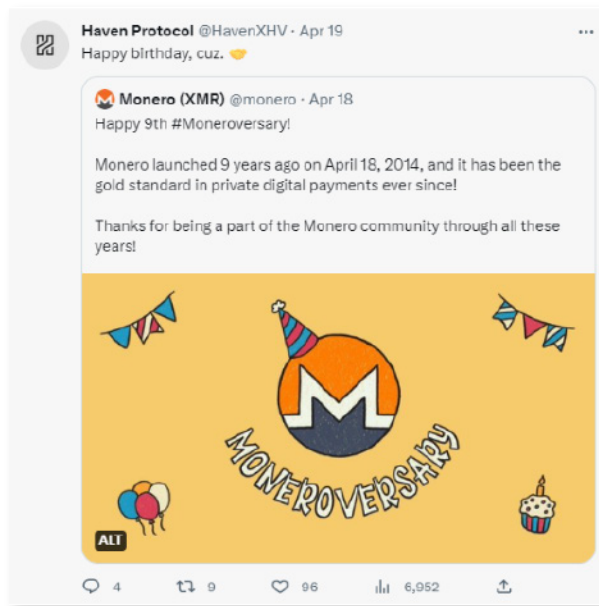 Haven Protocol @HavenXHV · Apr 19
Happy birthday, cuz. 🤝
Monero (XMR) @monero · Apr 18
Happy 9th #Moneroversary!
Monero launched 9 years ago on April 18, 2014, and it has been the
gold standard in private digital payments ever since!
Thanks for being a part of the Monero community through all these
years!
MONEROVERSARY
ALT
4 9 96 6,952